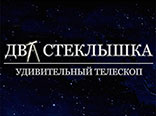 ДВА СТЕКЛЫШКА
УДИВИТЕЛЬНЫЙ ТЕЛЕСКОП